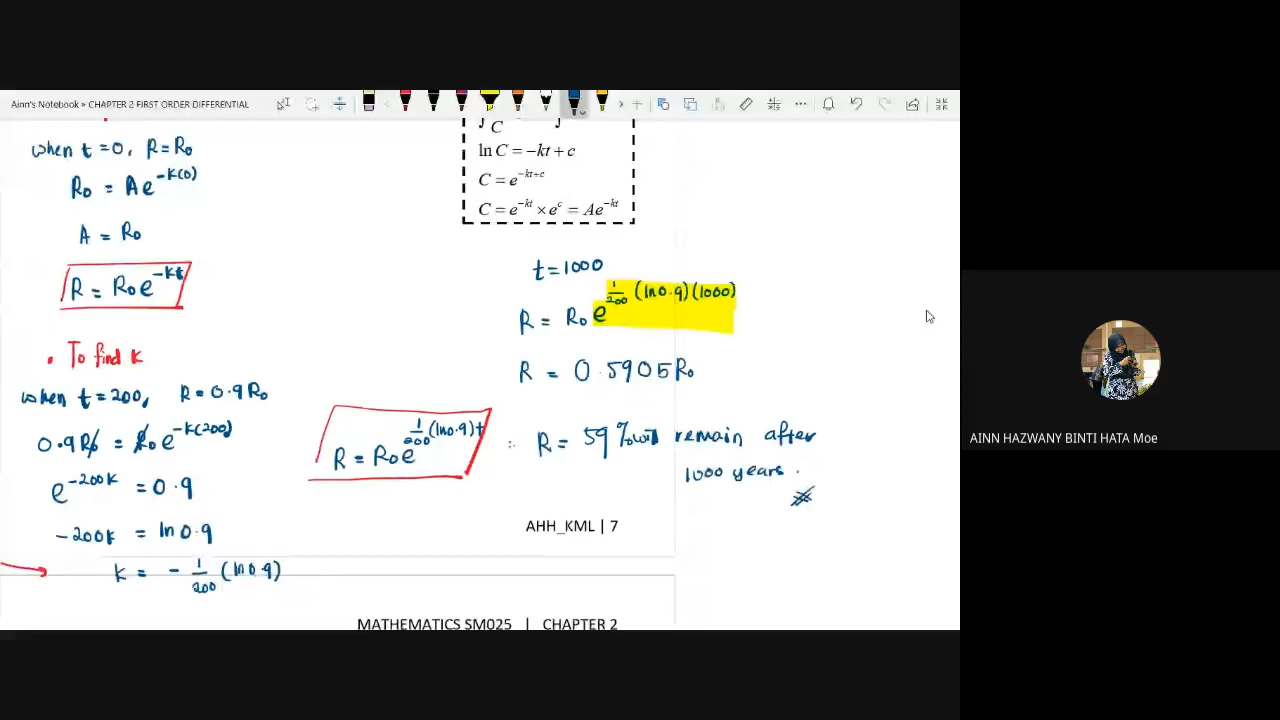 Ainn's Notebook » CHAPTER 2 FIRST ORDER DIFFERENTIAL
when t=0, R=R₀
R₀ = Ae^{-k(0)}
A = R₀
R = R₀e^{-kt}
• To find k
when t=200, R=0.9R₀
0.9R₀ = R₀e^{-k(200)}
e^{-200k} = 0.9
-200k = ln 0.9
k = - 1/200 (ln 0.9)
∫ C ∫
ln C = -kt + c
C = e^{-kt+c}
C = e^{-kt} × e^{c} = Ae^{-kt}
R = R₀e^{1/200 (ln 0.9)t}
t=1000
R = R₀ e^{1/200 (ln 0.9)(1000)}
R = 0.5905R₀
∴ R = 59% will remain after
1000 years.
AHH_KML | 7
MATHEMATICS SM025 | CHAPTER 2
AINN HAZWANY BINTI HATA Moe